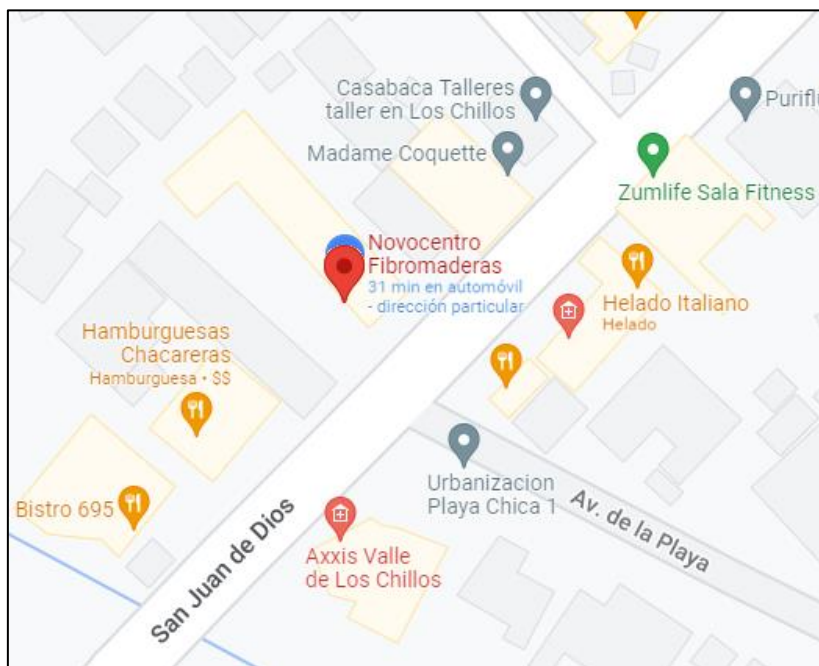 Casabaca Talleres
taller en Los Chillos
Purifl
Madame Coquette
Zumlife Sala Fitness
Novocentro
Fibromaderas
31 min en automóvil
- dirección particular
Helado Italiano
Helado
Hamburguesas
Chacareras
Hamburguesa • $$
Urbanizacion
Playa Chica 1
Av. de la Playa
Bistro 695
San Juan de Dios
Axxis Valle
de Los Chillos